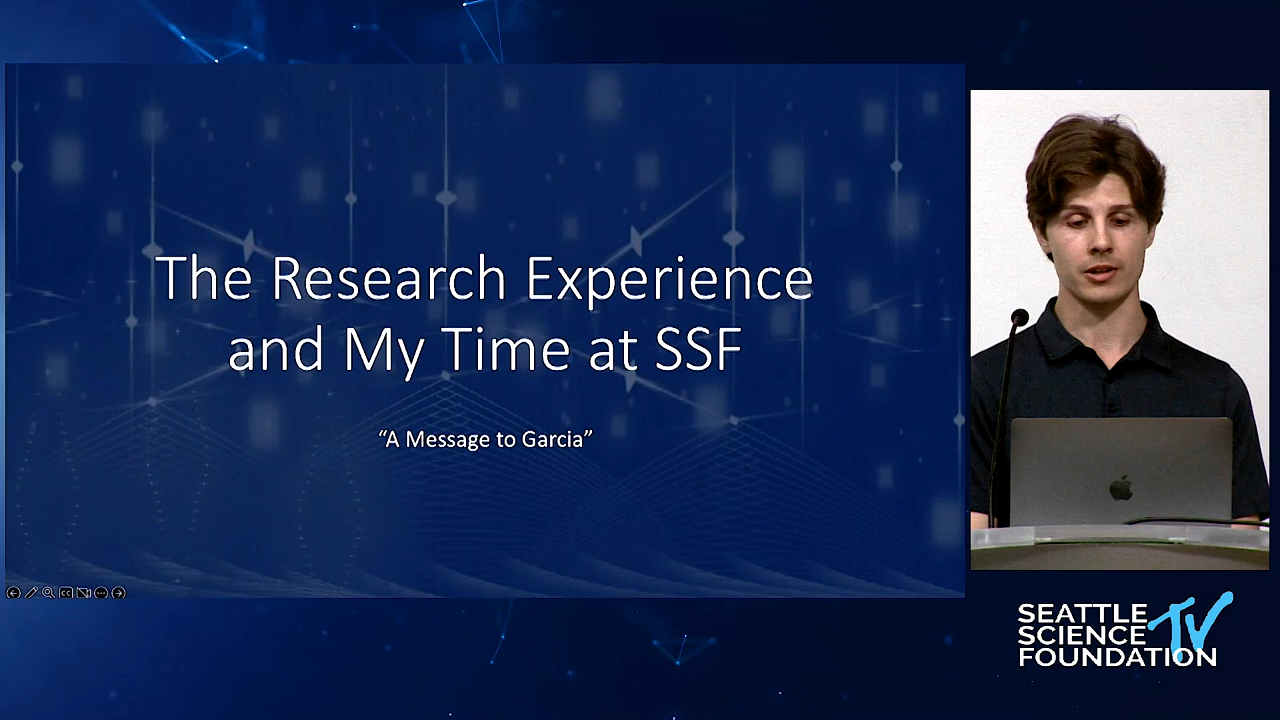 The Research Experience
and My Time at SSF
“A Message to Garcia”
SEATTLE
SCIENCE TV
FOUNDATION